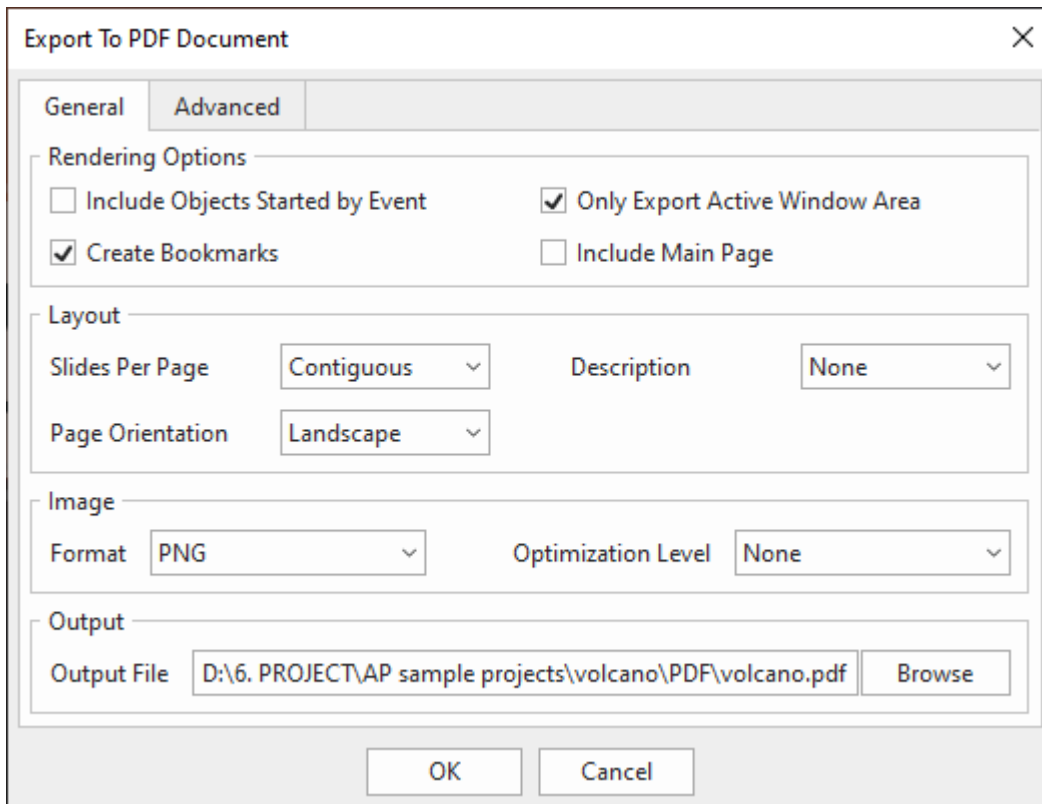 Export To PDF Document
General Advanced
Rendering Options
Include Objects Started by Event Only Export Active Window Area
Create Bookmarks Include Main Page
Layout
Slides Per Page Contiguous Description None
Page Orientation Landscape
Image
Format PNG Optimization Level None
Output
Output File D:\6. PROJECT\AP sample projects\volcano\PDF\volcano.pdf Browse
OK Cancel